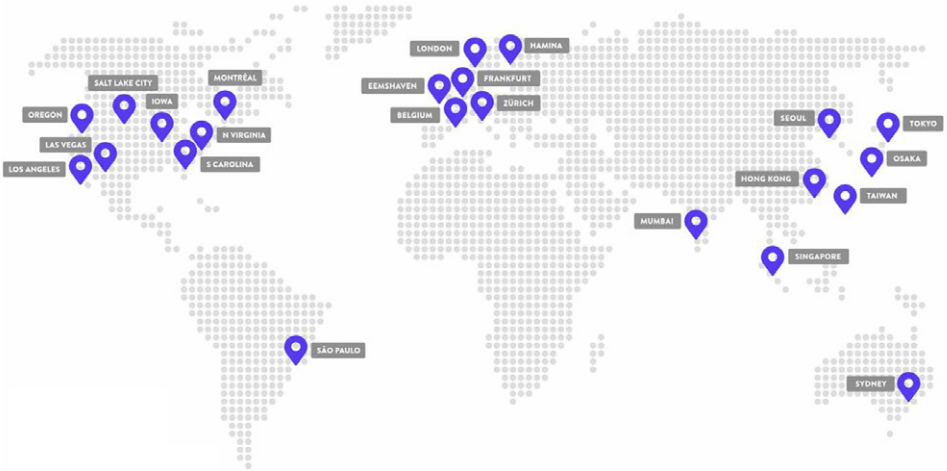 LONDON
HAMINA
MONTRÉAL
SALT LAKE CITY
FRANKFURT
EEMSHAVEN
IOWA
ZÜRICH
OREGON
BELGIUM
SEOUL
TOKYO
N VIRGINIA
LAS VEGAS
OSAKA
S CAROLINA
LOS ANGELES
HONG KONG
TAIWAN
MUMBAI
SINGAPORE
SÃO PAULO
SYDNEY